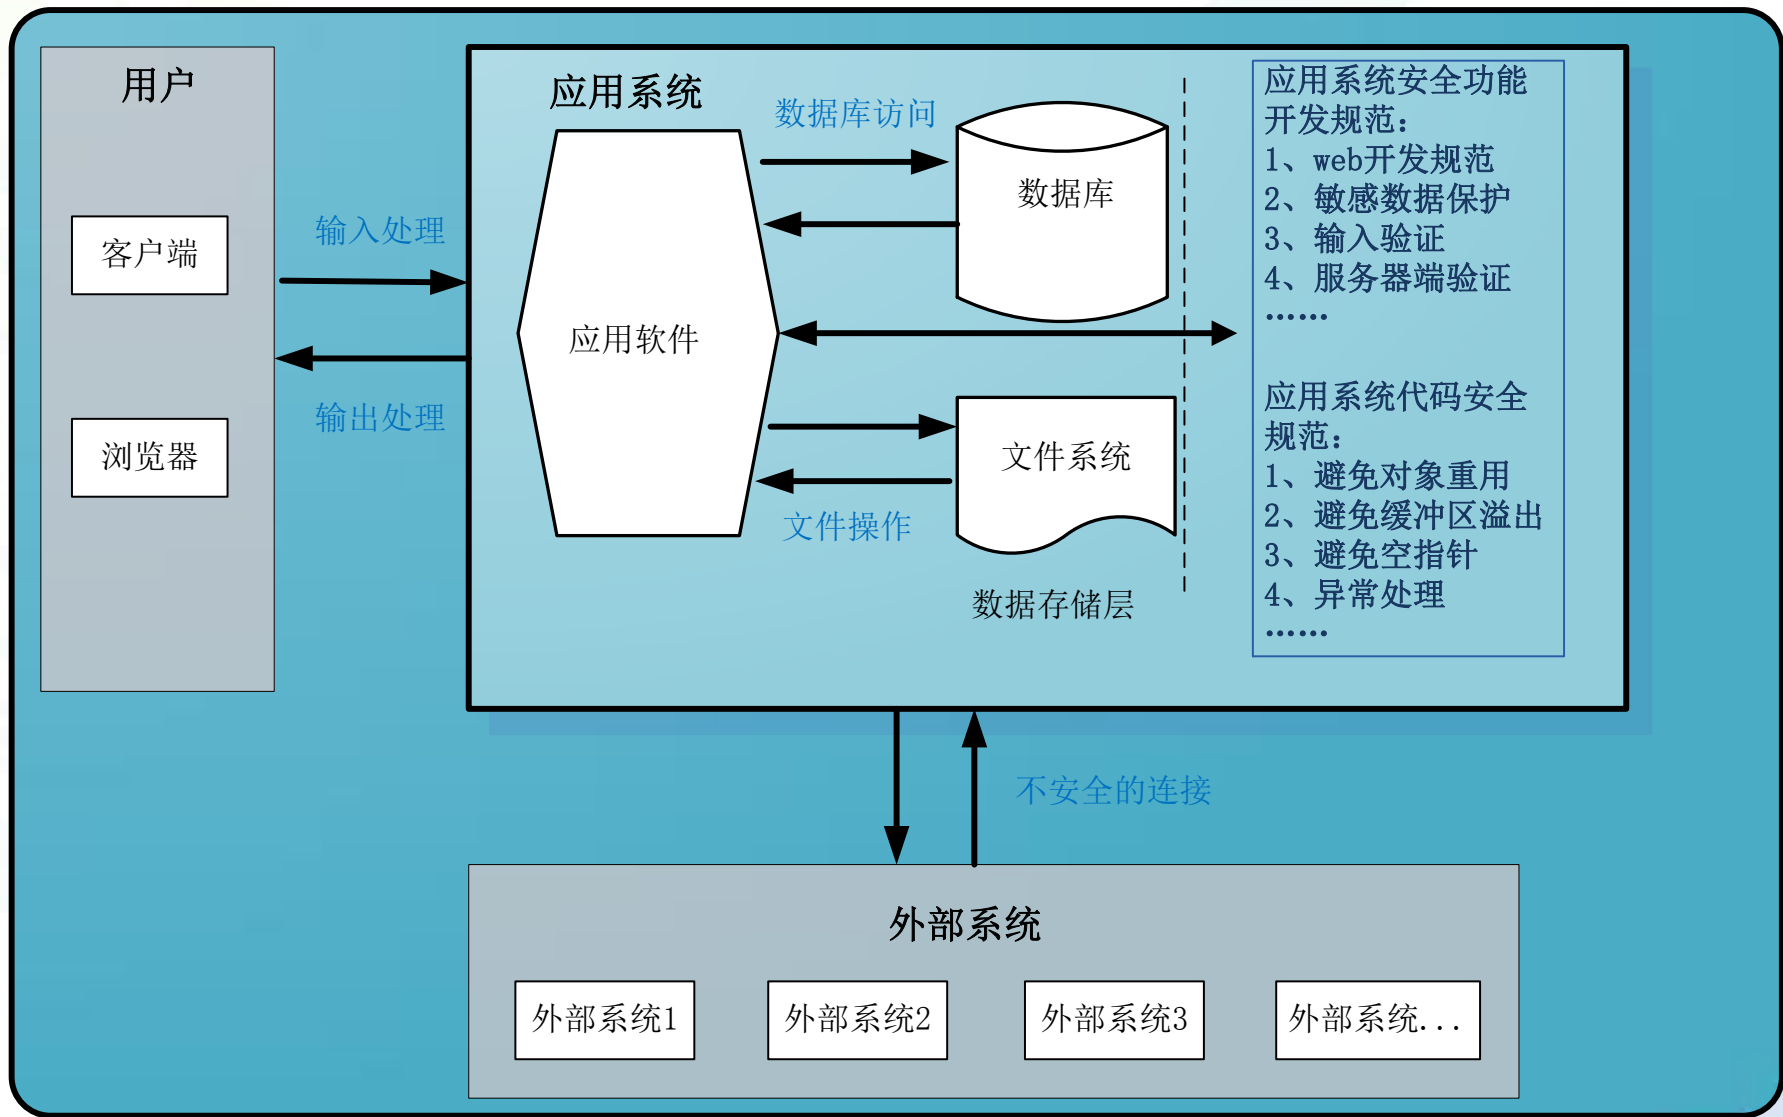 用户
客户端
浏览器
输入处理
输出处理
应用系统
数据库访问
数据库
应用软件
文件系统
文件操作
数据存储层
应用系统安全功能
开发规范：
1、web开发规范
2、敏感数据保护
3、输入验证
4、服务器端验证
……
应用系统代码安全
规范：
1、避免对象重用
2、避免缓冲区溢出
3、避免空指针
4、异常处理
……
不安全的连接
外部系统
外部系统1
外部系统2
外部系统3
外部系统...